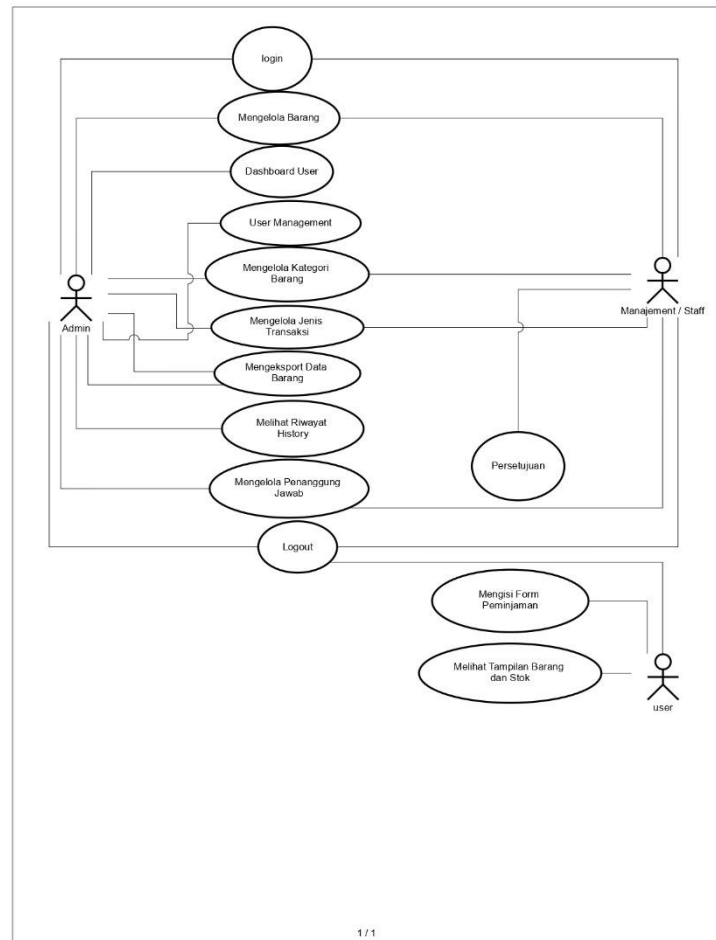 login
Mengelola Barang
Dashboard User
User Management
Mengelola Kategori
Barang
Mengelola Jenis
Transaksi
Mengeksport Data
Barang
Melihat Riwayat
History
Mengelola Penanggung
Jawab
Logout
Admin
Manajement / Staff
Persetujuan
Mengisi Form
Peminjaman
Melihat Tampilan Barang
dan Stok
user
1 / 1